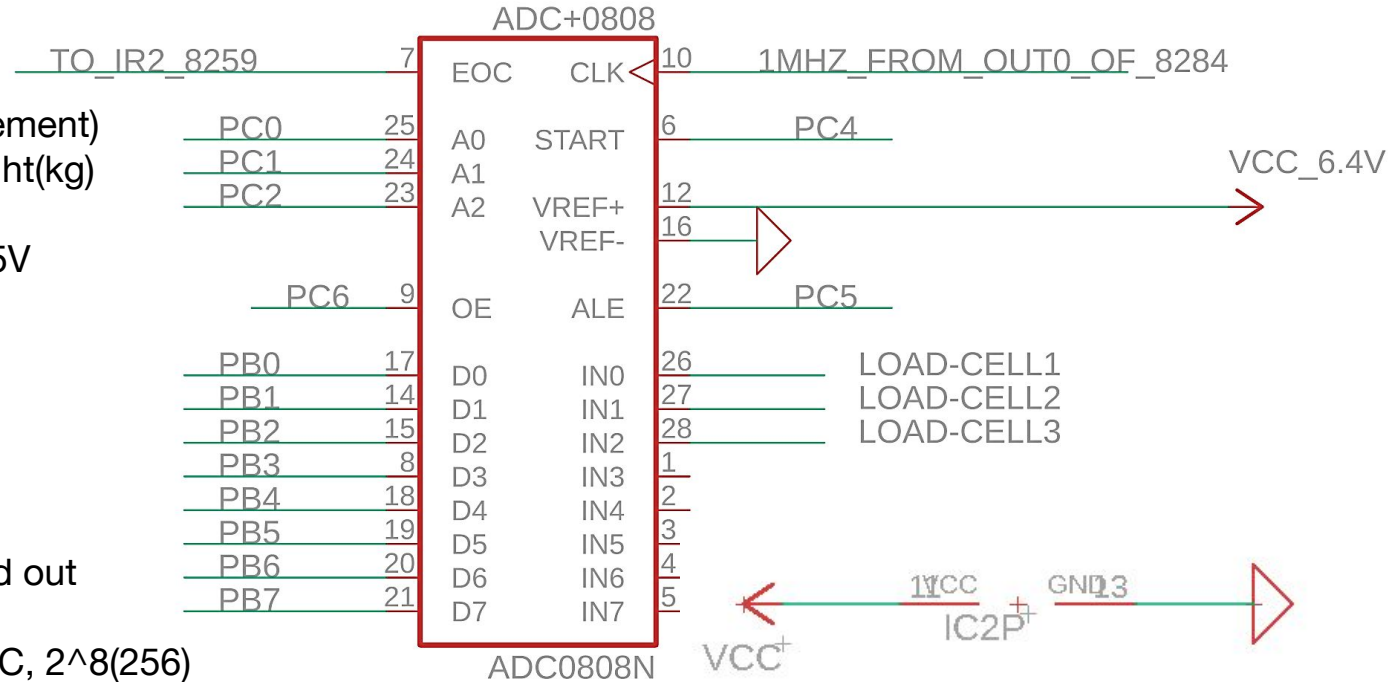 ADC+0808
TO_IR2_8259 7 EOC CLK 10 1MHZ_FROM_OUT0_OF_8284
ement)
PC0 25 A0 START 6 PC4
ht(kg)
PC1 24 A1
VCC_6.4V
PC2 23 A2 VREF+ 12
VREF- 16
5V
PC6 9 OE ALE 22 PC5
PB0 17 D0 IN0 26 LOAD-CELL1
PB1 14 D1 IN1 27 LOAD-CELL2
PB2 15 D2 IN2 28 LOAD-CELL3
PB3 8 D3 IN3 1
PB4 18 D4 IN4 2
PB5 19 D5 IN5 3
d out
PB6 20 D6 IN6 4
PB7 21 D7 IN7 5
11 VCC GND 13
IC2P
VCC
C, 2^8(256)
ADC0808N